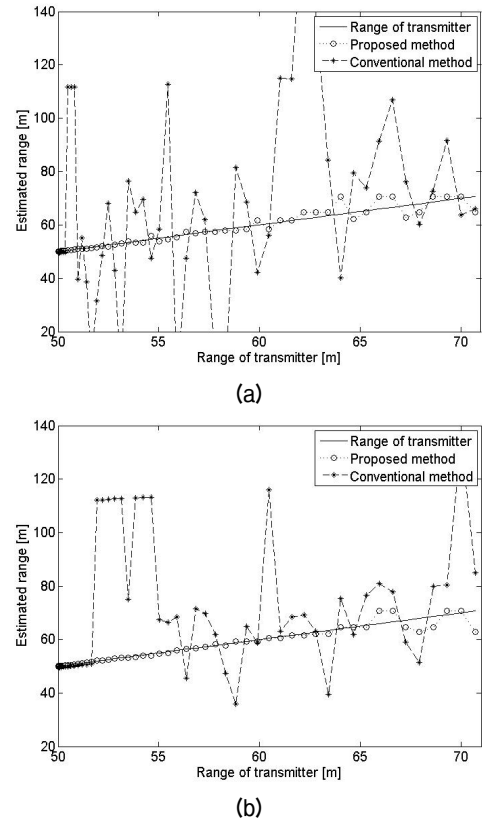 140
120
100
80
60
40
20
Estimated range [m]
Range of transmitter
Proposed method
Conventional method
50
55
60
65
70
Range of transmitter [m]
(a)
140
120
100
80
60
40
20
Estimated range [m]
Range of transmitter
Proposed method
Conventional method
50
55
60
65
70
Range of transmitter [m]
(b)